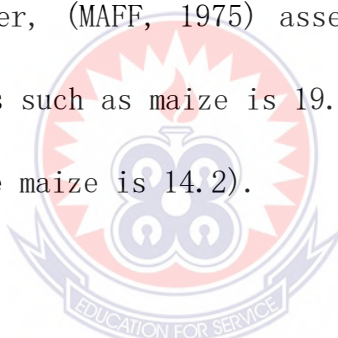 er, (MAFF, 1975) asse
s such as maize is 19.
e maize is 14.2).
EDUCATION FOR SERVICE